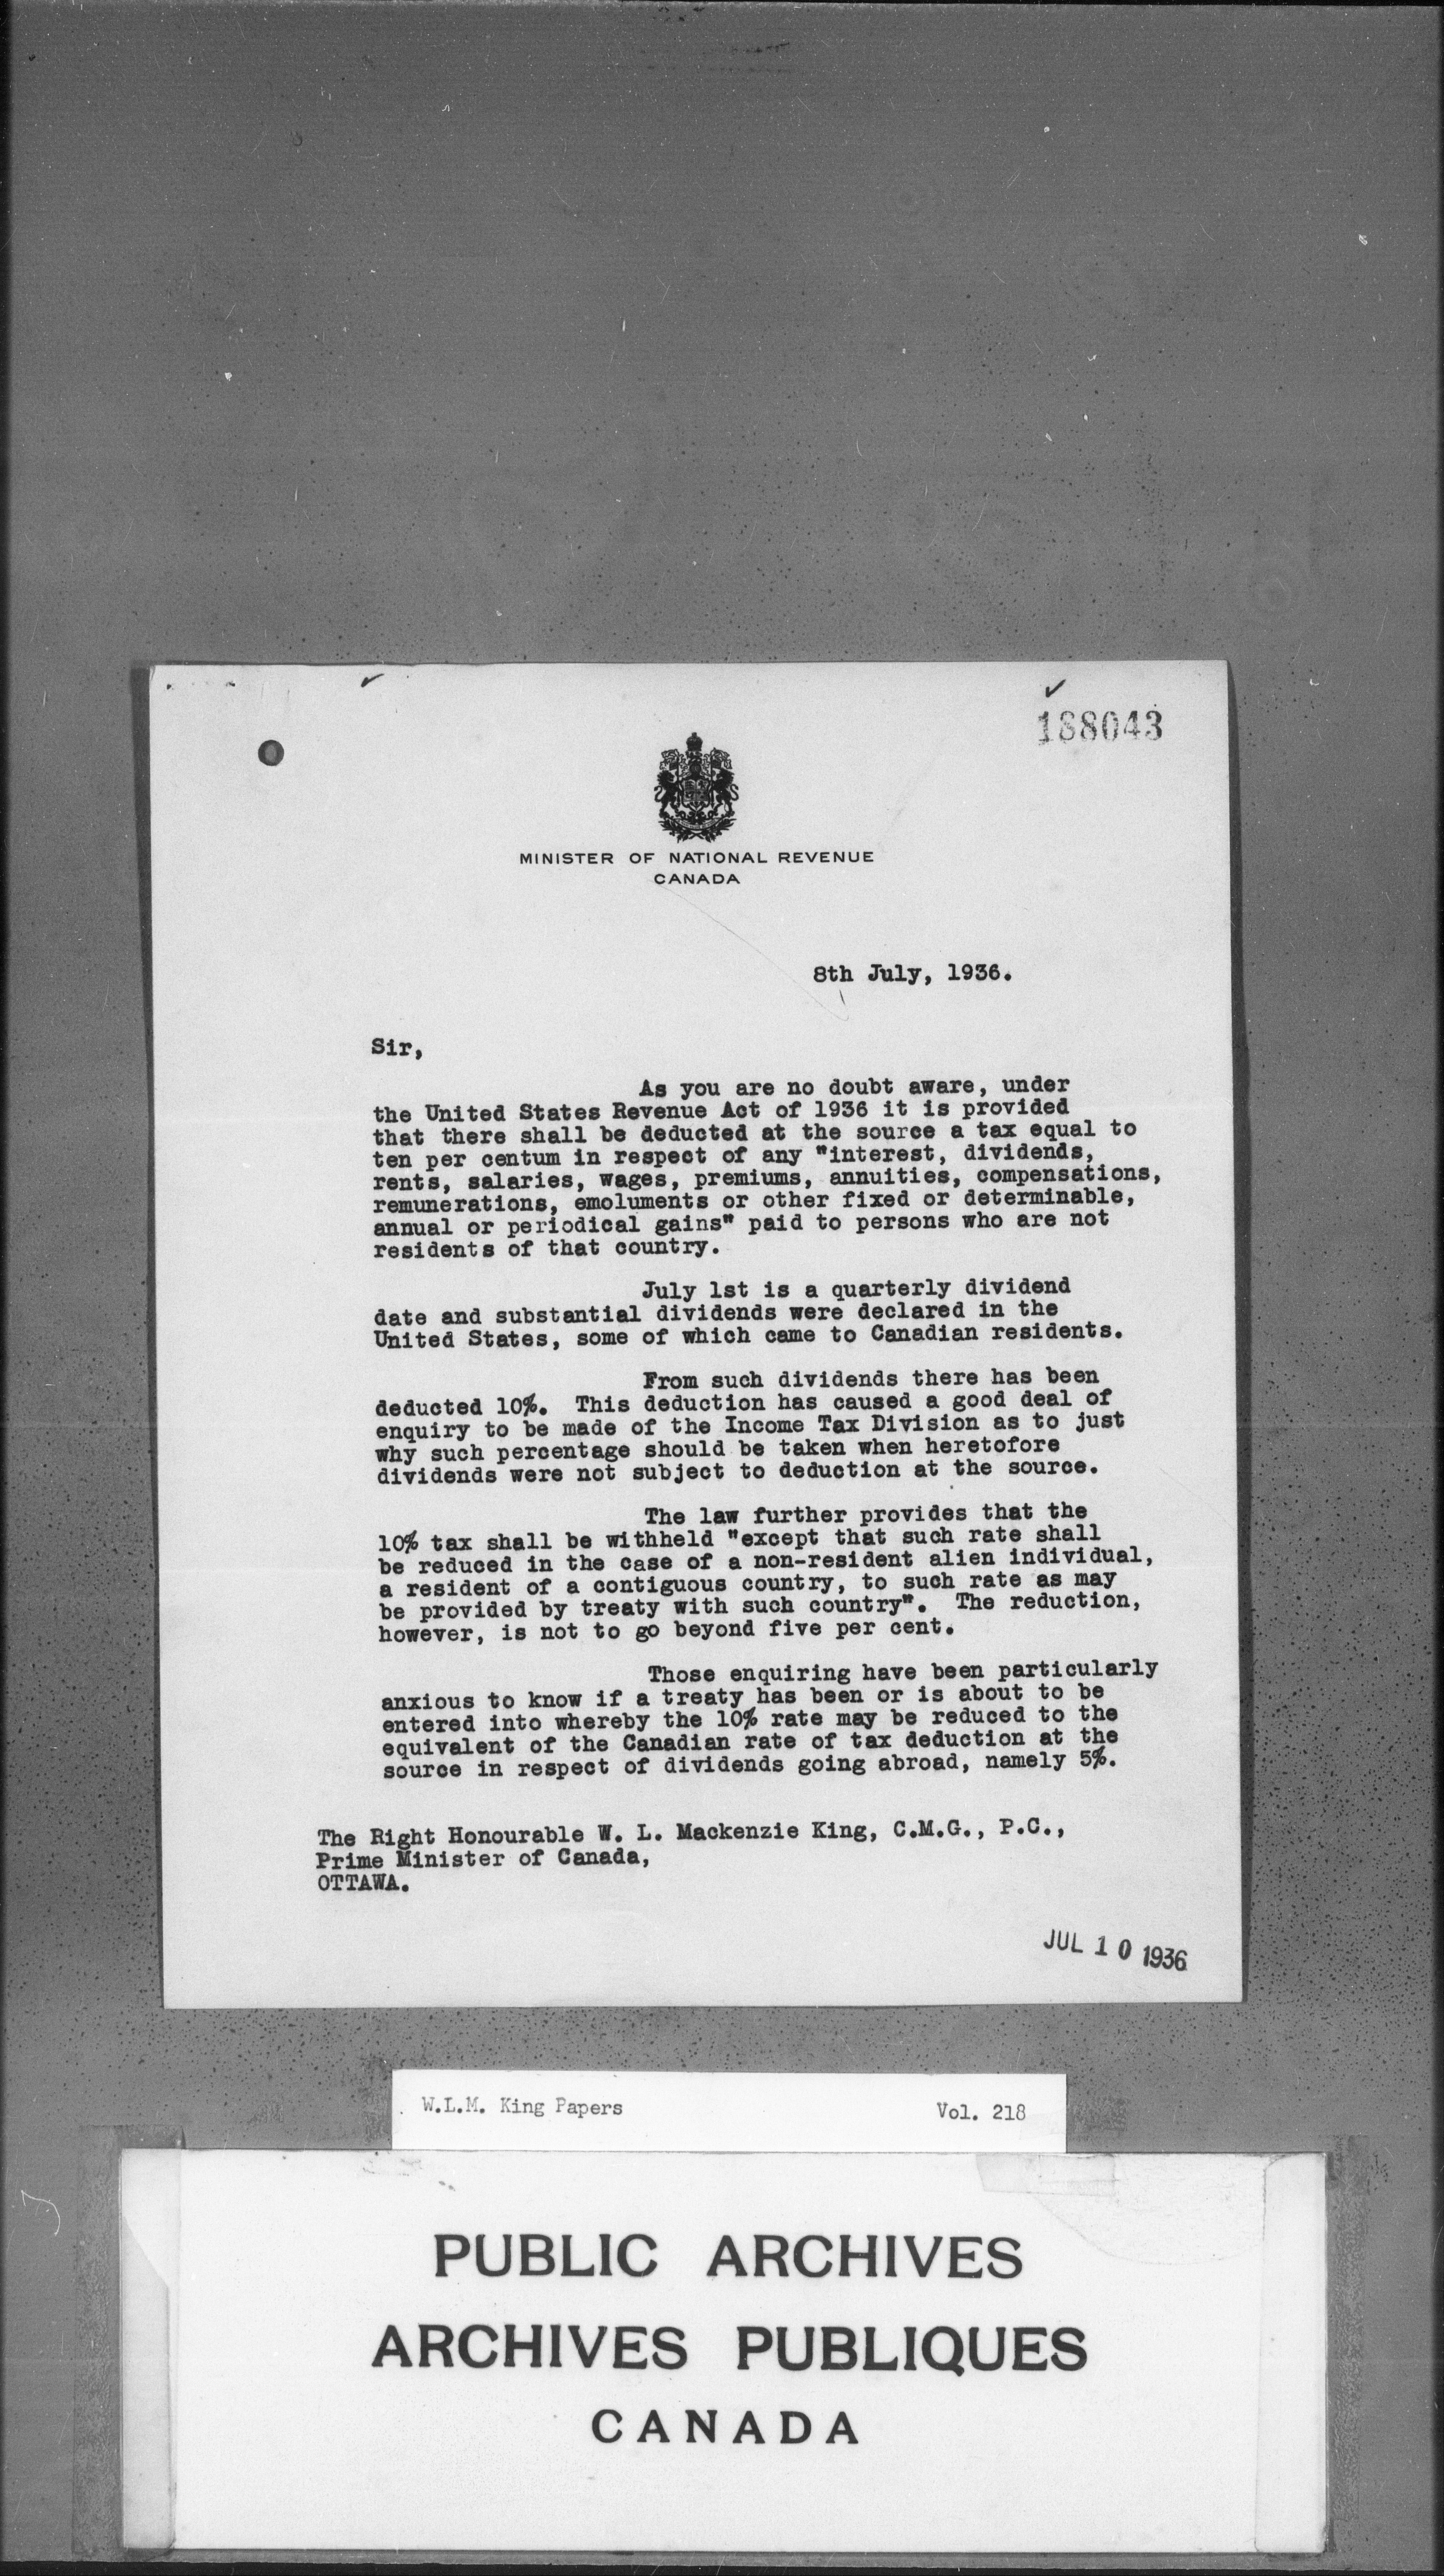 188043
MINISTER OF NATIONAL REVENUE
CANADA
8th July, 1936.
Sir,
As you are no doubt aware, under
the United States Revenue Act of 1936 it is provided
that there shall be deducted at the source a tax equal to
ten per centum in respect of any "interest, dividends,
rents, salaries, wages, premiums, annuities, compensations,
remunerations, emoluments or other fixed or determinable,
annual or periodical gains" paid to persons who are not
residents of that country.
July 1st is a quarterly dividend
date and substantial dividends were declared in the
United States, some of which came to Canadian residents.
From such dividends there has been
deducted 10%. This deduction has caused a good deal of
enquiry to be made of the Income Tax Division as to just
why such percentage should be taken when heretofore
dividends were not subject to deduction at the source.
The law further provides that the
10% tax shall be withheld "except that such rate shall
be reduced in the case of a non-resident alien individual,
a resident of a contiguous country, to such rate as may
be provided by treaty with such country". The reduction,
however, is not to go beyond five per cent.
Those enquiring have been particularly
anxious to know if a treaty has been or is about to be
entered into whereby the 10% rate may be reduced to the
equivalent of the Canadian rate of tax deduction at the
source in respect of dividends going abroad, namely 5%.
The Right Honourable W. L. Mackenzie King, C.M.G., P.C.,
Prime Minister of Canada,
OTTAWA.
JUL 10 1936
W.L.M. King Papers Vol. 218
PUBLIC ARCHIVES
ARCHIVES PUBLIQUES
CANADA